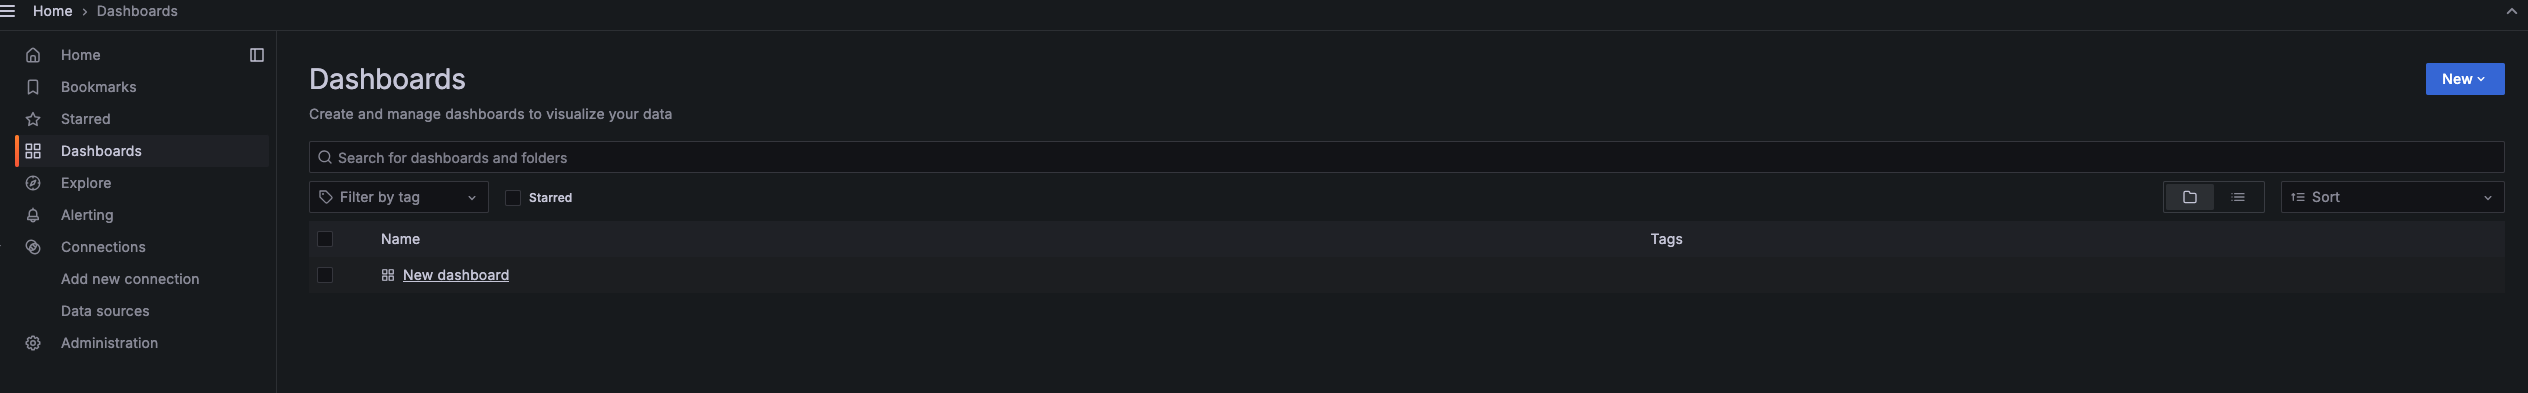 Home › Dashboards
Home
Bookmarks
Starred
Dashboards
Explore
Alerting
Connections
Add new connection
Data sources
Administration
Dashboards
New
Create and manage dashboards to visualize your data
Search for dashboards and folders
Filter by tag
Starred
Sort
Name Tags
New dashboard